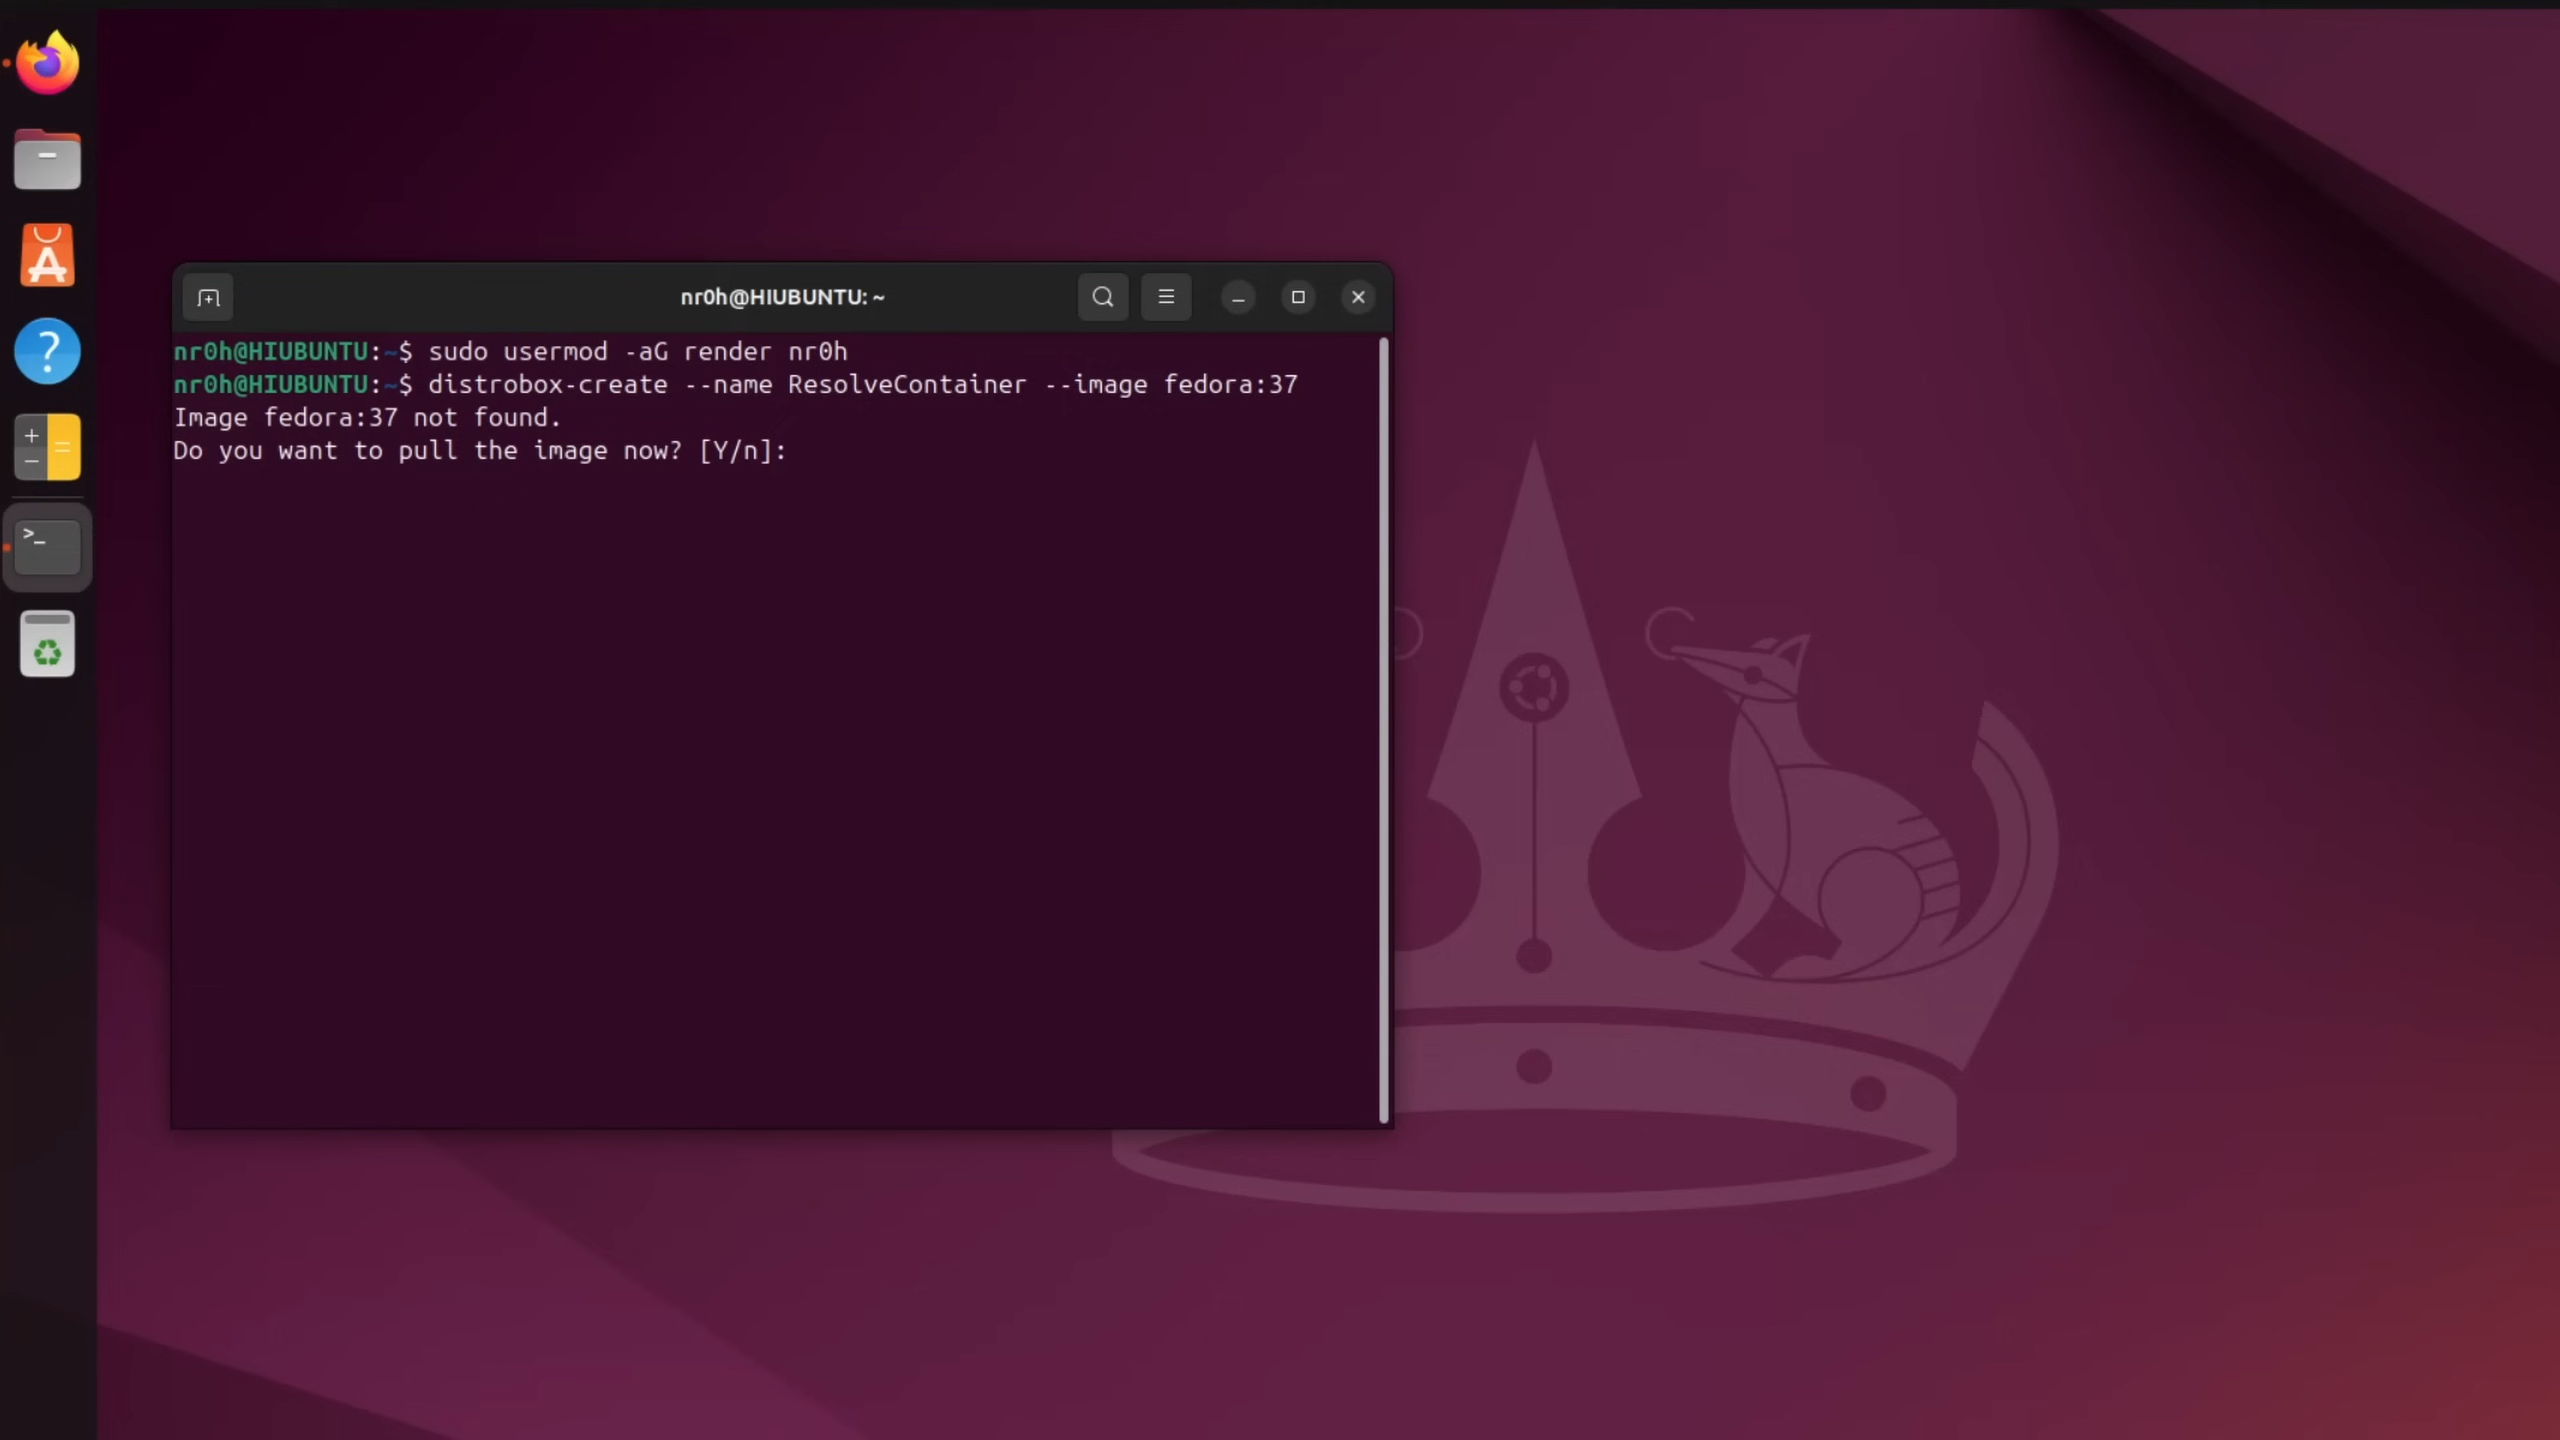 nr0h@HIUBUNTU: ~
nr0h@HIUBUNTU:~$ sudo usermod -aG render nr0h
nr0h@HIUBUNTU:~$ distrobox-create --name ResolveContainer --image fedora:37
Image fedora:37 not found.
Do you want to pull the image now? [Y/n]: